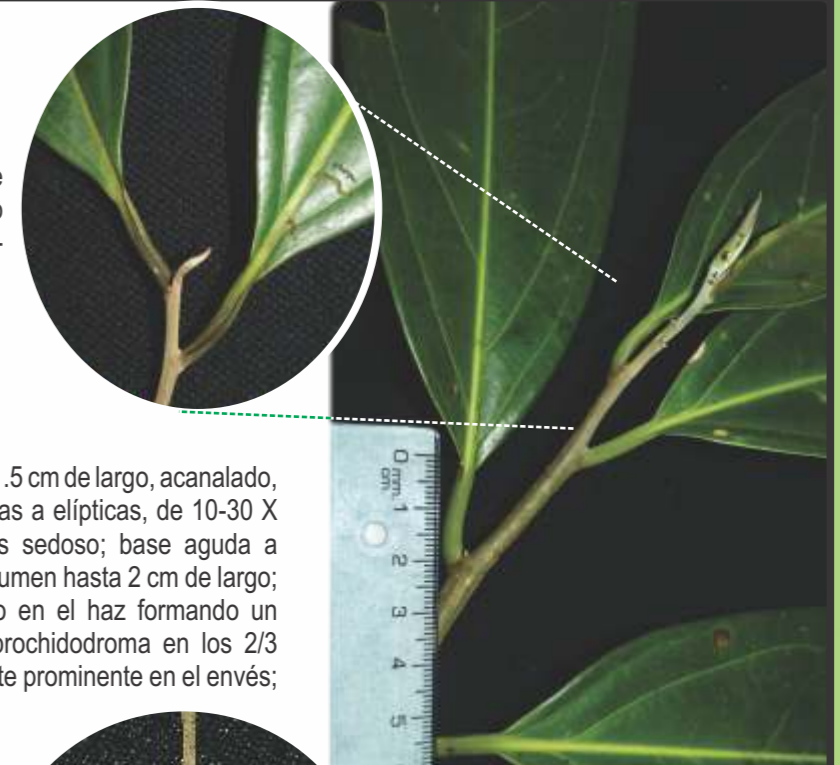 .5 cm de largo, acanalado,
as a elípticas, de 10-30 X
s sedoso; base aguda a
umen hasta 2 cm de largo;
o en el haz formando un
orochidodroma en los 2/3
te prominente en el envés;
0 mm.
cm.
1
2
3
4
5